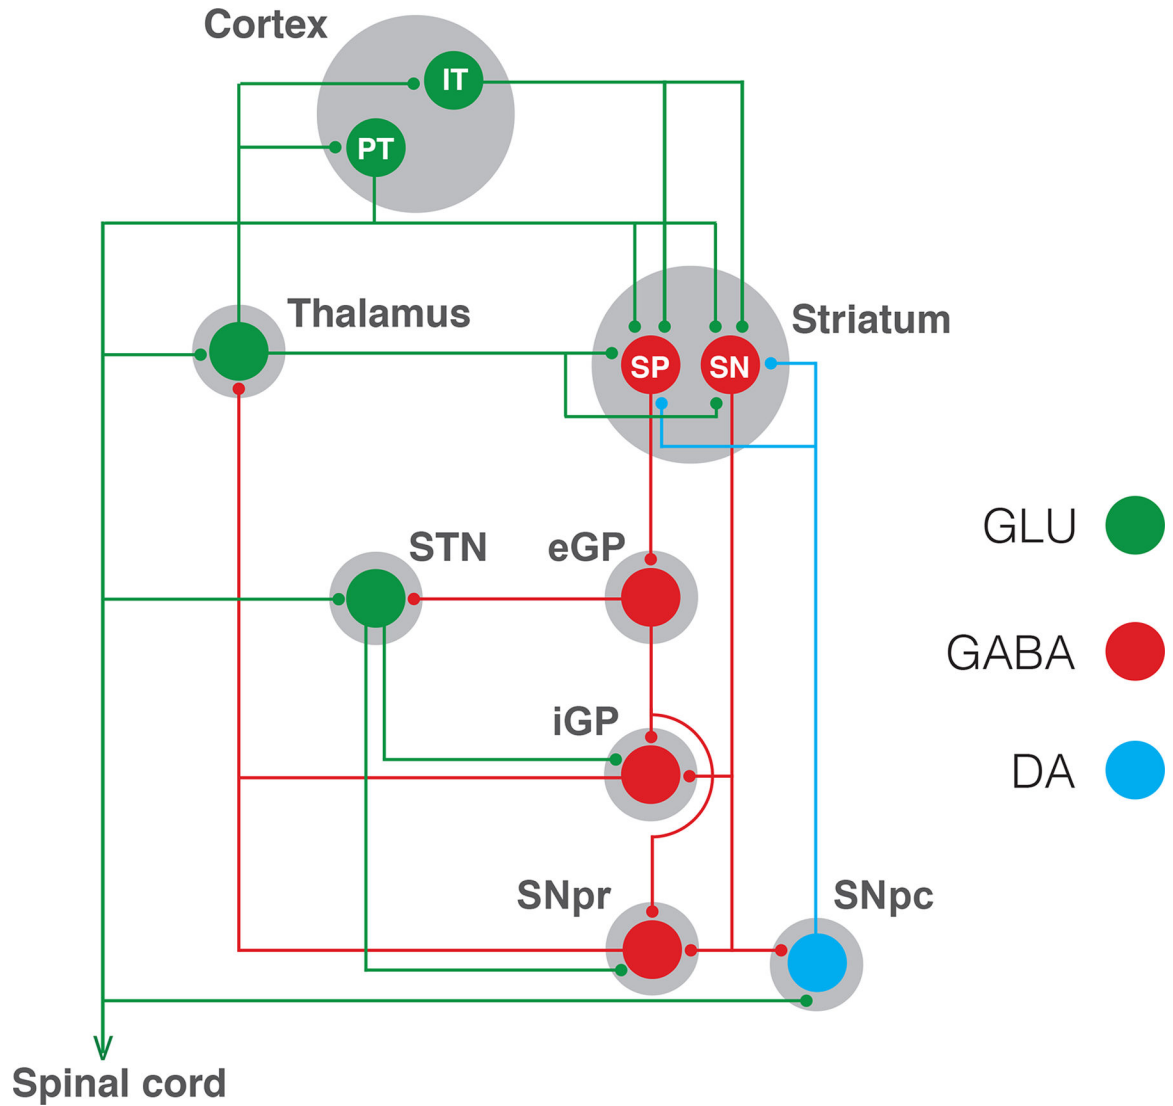 Cortex
IT
PT
Thalamus
Striatum
SP
SN
STN
eGP
GLU
GABA
iGP
DA
SNpr
SNpc
Spinal cord